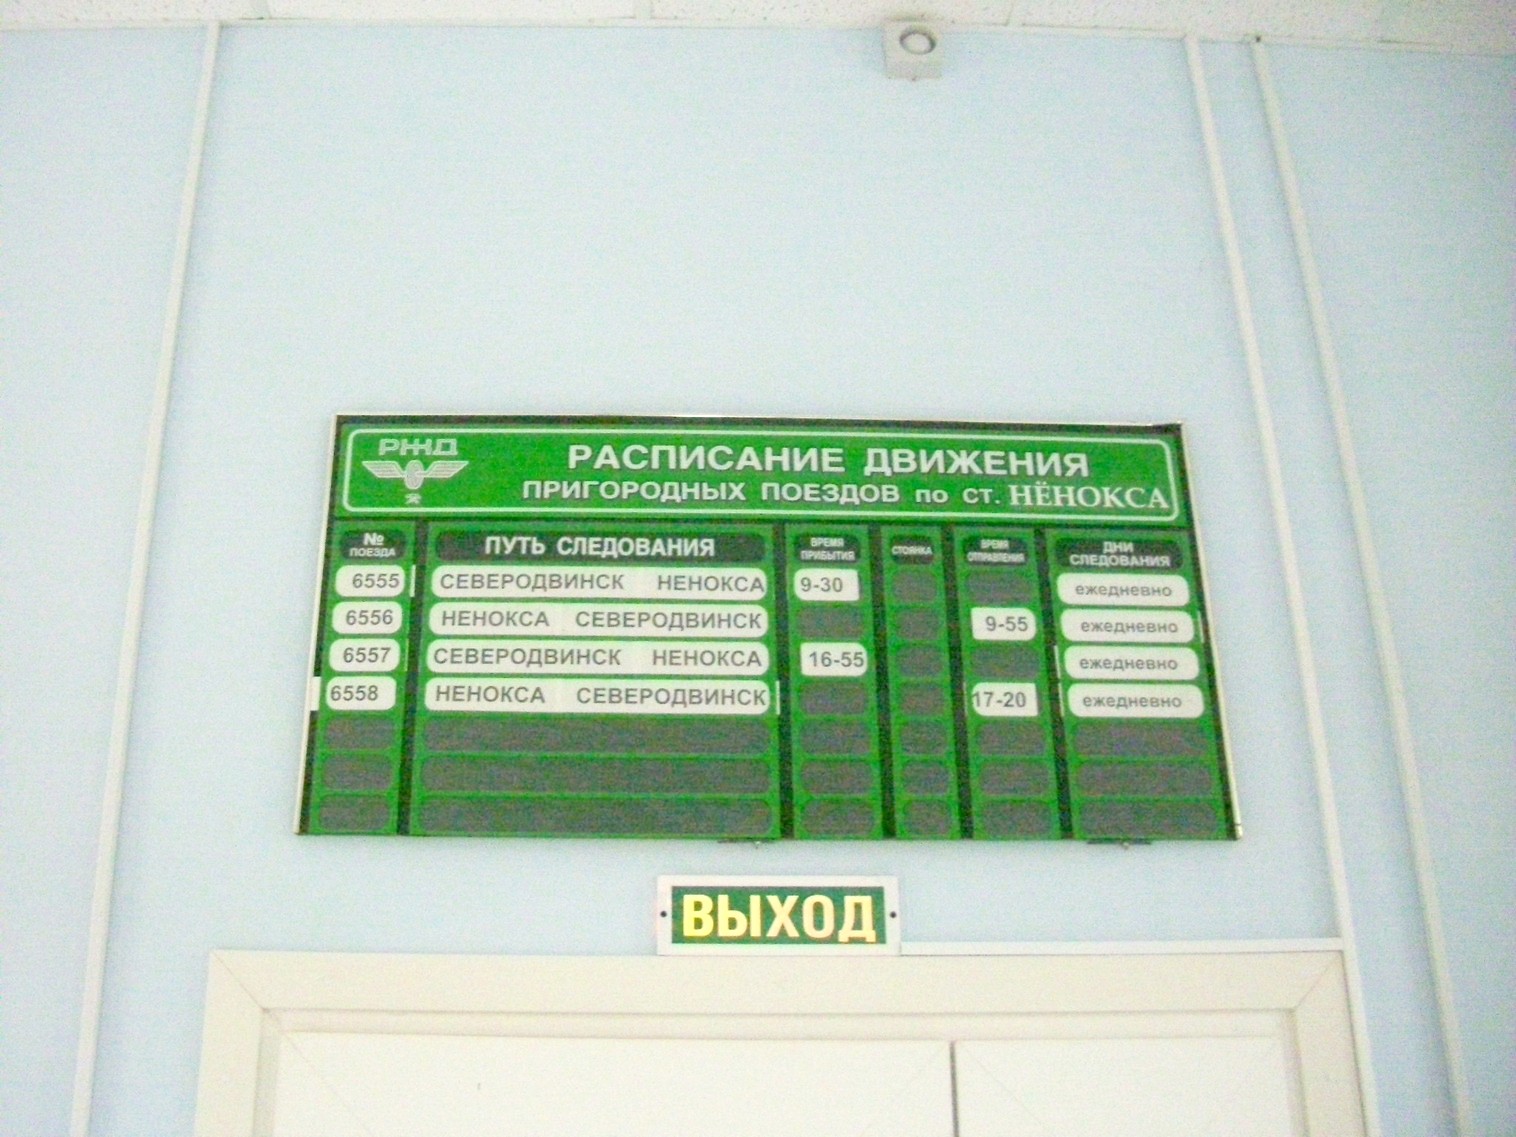 РЖД
РАСПИСАНИЕ ДВИЖЕНИЯ
ПРИГОРОДНЫХ ПОЕЗДОВ по ст. НЁНОКСА
№ ПОЕЗДА ПУТЬ СЛЕДОВАНИЯ ВРЕМЯ ПРИБЫТИЯ СТОЯНКА ВРЕМЯ ОТПРАВЛЕНИЯ ДНИ СЛЕДОВАНИЯ
6555 СЕВЕРОДВИНСК НЕНОКСА 9-30 ежедневно
6556 НЕНОКСА СЕВЕРОДВИНСК 9-55 ежедневно
6557 СЕВЕРОДВИНСК НЕНОКСА 16-55 ежедневно
6558 НЕНОКСА СЕВЕРОДВИНСК 17-20 ежедневно
ВЫХОД